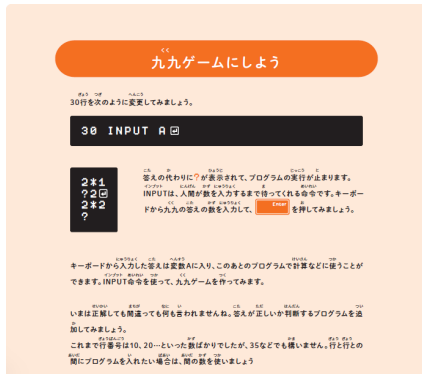 九九ゲームにしよう
30行を次のように変更してみましょう。
30 INPUT A↵
2*1
?2↵
2*2
?
答えの代わりに?が表示されて、プログラムの実行が止まります。
INPUTは、人間が数を入力するまで待ってくれる命令です。キーボー
ドから九九の答えの数を入力して、Enterを押してみましょう。
キーボードから入力した答えは変数Aに入り、このあとのプログラムで計算などに使うことが
できます。INPUT命令を使って、九九ゲームを作ってみます。
いまは正解しても間違っても何も言われませんね。答えが正しいか判断するプログラムを追
加してみましょう。
これまで行番号は10、20…といった数ばかりでしたが、35などでも構いません。行と行との
間にプログラムを入れたい場合は、間の数を使いましょう